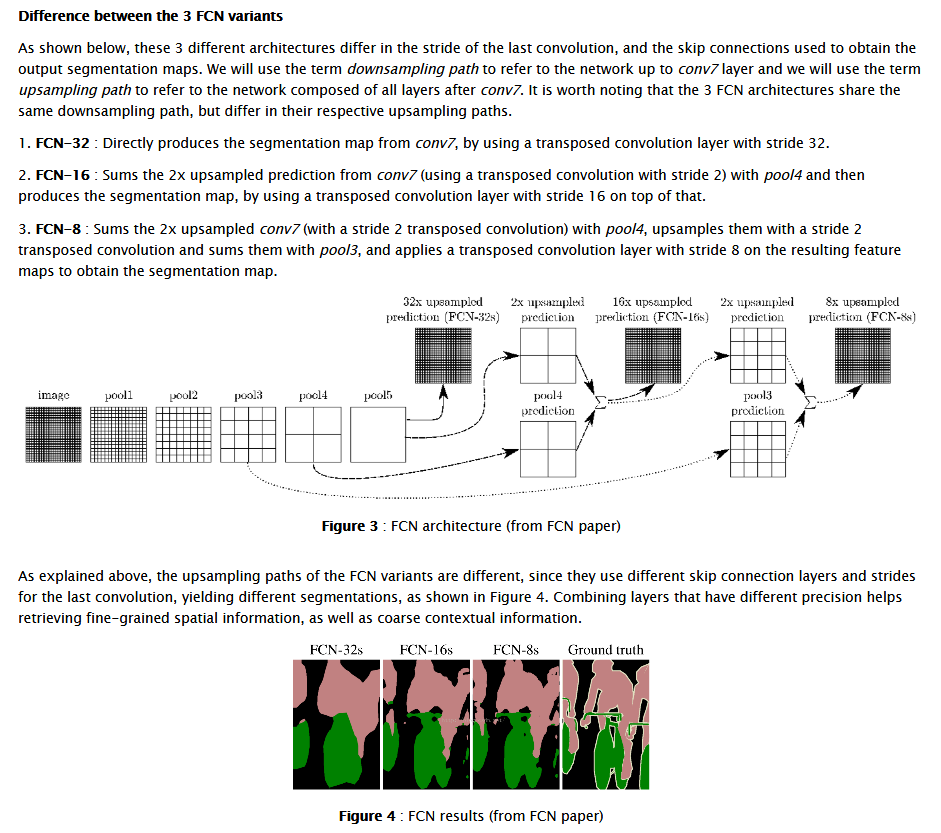 Difference between the 3 FCN variants
As shown below, these 3 different architectures differ in the stride of the last convolution, and the skip connections used to obtain the
output segmentation maps. We will use the term downsampling path to refer to the network up to conv7 layer and we will use the term
upsampling path to refer to the network composed of all layers after conv7. It is worth noting that the 3 FCN architectures share the
same downsampling path, but differ in their respective upsampling paths.
1. FCN-32 : Directly produces the segmentation map from conv7, by using a transposed convolution layer with stride 32.
2. FCN-16 : Sums the 2x upsampled prediction from conv7 (using a transposed convolution with stride 2) with pool4 and then
produces the segmentation map, by using a transposed convolution layer with stride 16 on top of that.
3. FCN-8 : Sums the 2x upsampled conv7 (with a stride 2 transposed convolution) with pool4, upsamples them with a stride 2
transposed convolution and sums them with pool3, and applies a transposed convolution layer with stride 8 on the resulting feature
maps to obtain the segmentation map.
32x upsampled 2x upsampled 16x upsampled 2x upsampled 8x upsampled
prediction (FCN-32s) prediction prediction (FCN-16s) prediction prediction (FCN-8s)
image pool1 pool2 pool3 pool4 pool5 pool4 pool3
prediction prediction
Σ Σ
Figure 3 : FCN architecture (from FCN paper)
As explained above, the upsampling paths of the FCN variants are different, since they use different skip connection layers and strides
for the last convolution, yielding different segmentations, as shown in Figure 4. Combining layers that have different precision helps
retrieving fine-grained spatial information, as well as coarse contextual information.
FCN-32s FCN-16s FCN-8s Ground truth
Figure 4 : FCN results (from FCN paper)